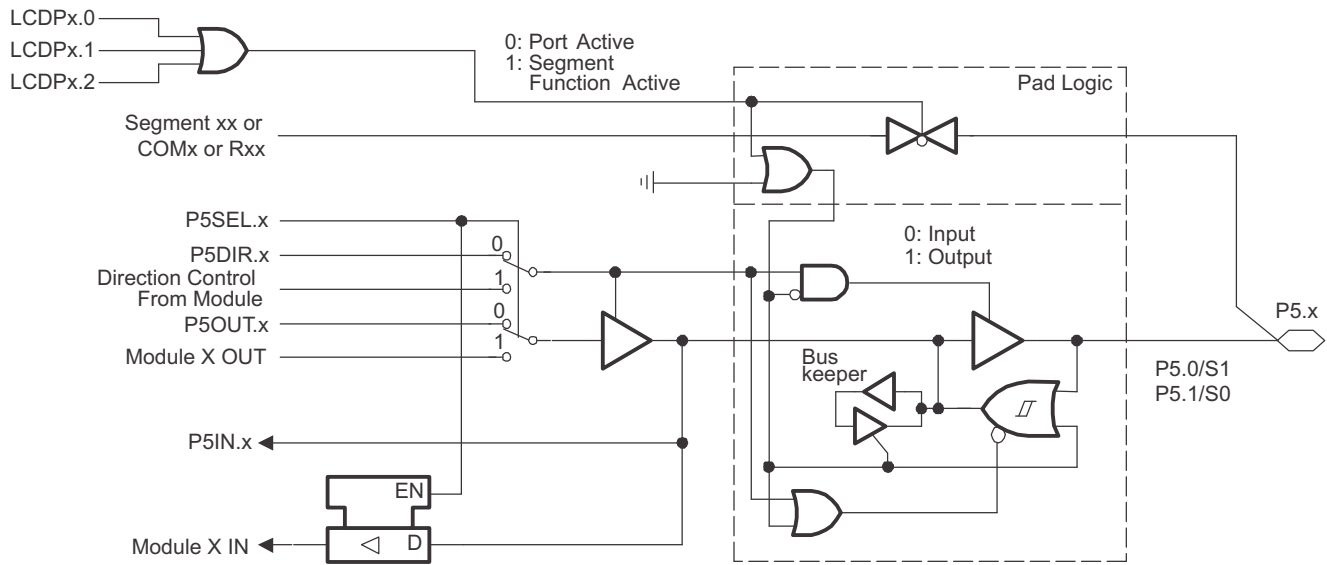 LCDPx.0
LCDPx.1
LCDPx.2
0: Port Active
1: Segment
Function Active
Pad Logic
Segment xx or
COMx or Rxx
P5SEL.x
0: Input
1: Output
P5DIR.x
0
Direction Control
From Module
1
P5OUT.x
0
Module X OUT
1
P5.x
Bus
keeper
P5.0/S1
P5.1/S0
P5IN.x
EN
D
Module X IN